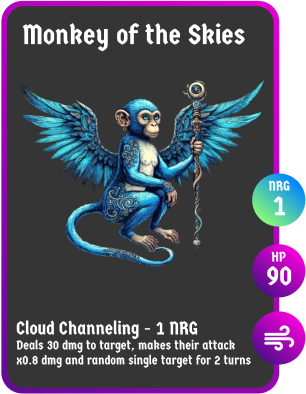 Monkey of the Skies
NRG
1
HP
90
Cloud Channeling - 1 NRG
Deals 30 dmg to target, makes their attack
x0.8 dmg and random single target for 2 turns